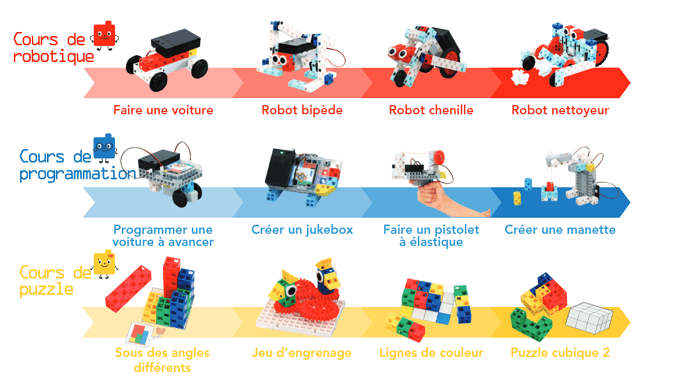 Cours de
robotique
Faire une voiture
Robot bipède
Robot chenille
Robot nettoyeur
Cours de
programmation
Programmer une
voiture à avancer
Créer un jukebox
Faire un pistolet
à élastique
Créer une manette
Cours de
puzzle
Sous des angles
différents
Jeu d'engrenage
Lignes de couleur
Puzzle cubique 2